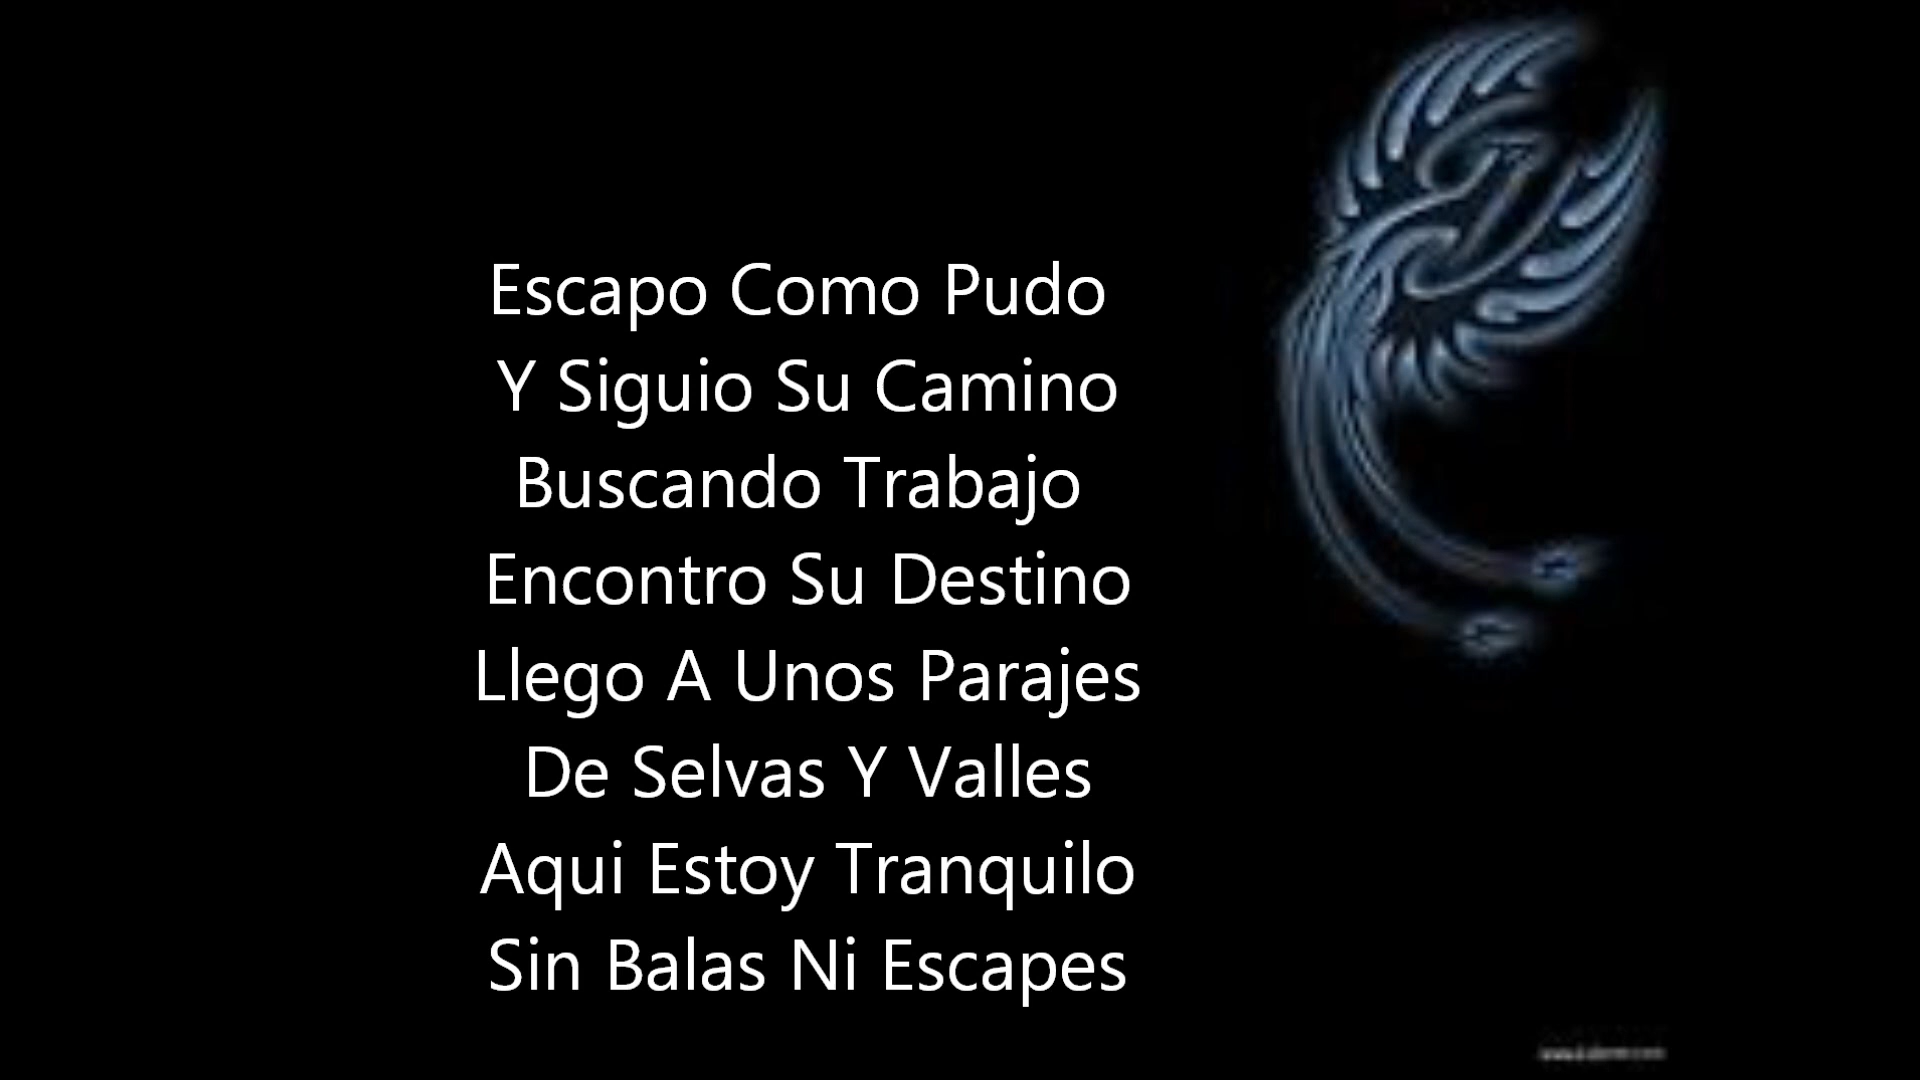 Escapo Como Pudo
Y Siguio Su Camino
Buscando Trabajo
Encontro Su Destino
Llego A Unos Parajes
De Selvas Y Valles
Aqui Estoy Tranquilo
Sin Balas Ni Escapes